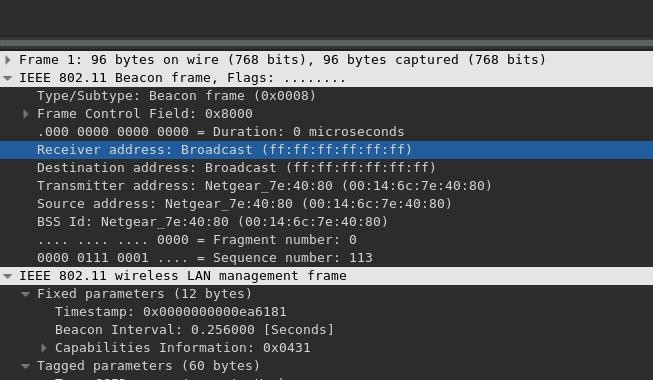 Frame 1: 96 bytes on wire (768 bits), 96 bytes captured (768 bits)
IEEE 802.11 Beacon frame, Flags: ........
Type/Subtype: Beacon frame (0x0008)
Frame Control Field: 0x8000
.000 0000 0000 0000 = Duration: 0 microseconds
Receiver address: Broadcast (ff:ff:ff:ff:ff:ff)
Destination address: Broadcast (ff:ff:ff:ff:ff:ff)
Transmitter address: Netgear_7e:40:80 (00:14:6c:7e:40:80)
Source address: Netgear_7e:40:80 (00:14:6c:7e:40:80)
BSS Id: Netgear_7e:40:80 (00:14:6c:7e:40:80)
.... .... .... 0000 = Fragment number: 0
0000 0111 0001 .... = Sequence number: 113
IEEE 802.11 wireless LAN management frame
Fixed parameters (12 bytes)
Timestamp: 0x0000000000ea6181
Beacon Interval: 0.256000 [Seconds]
Capabilities Information: 0x0431
Tagged parameters (60 bytes)